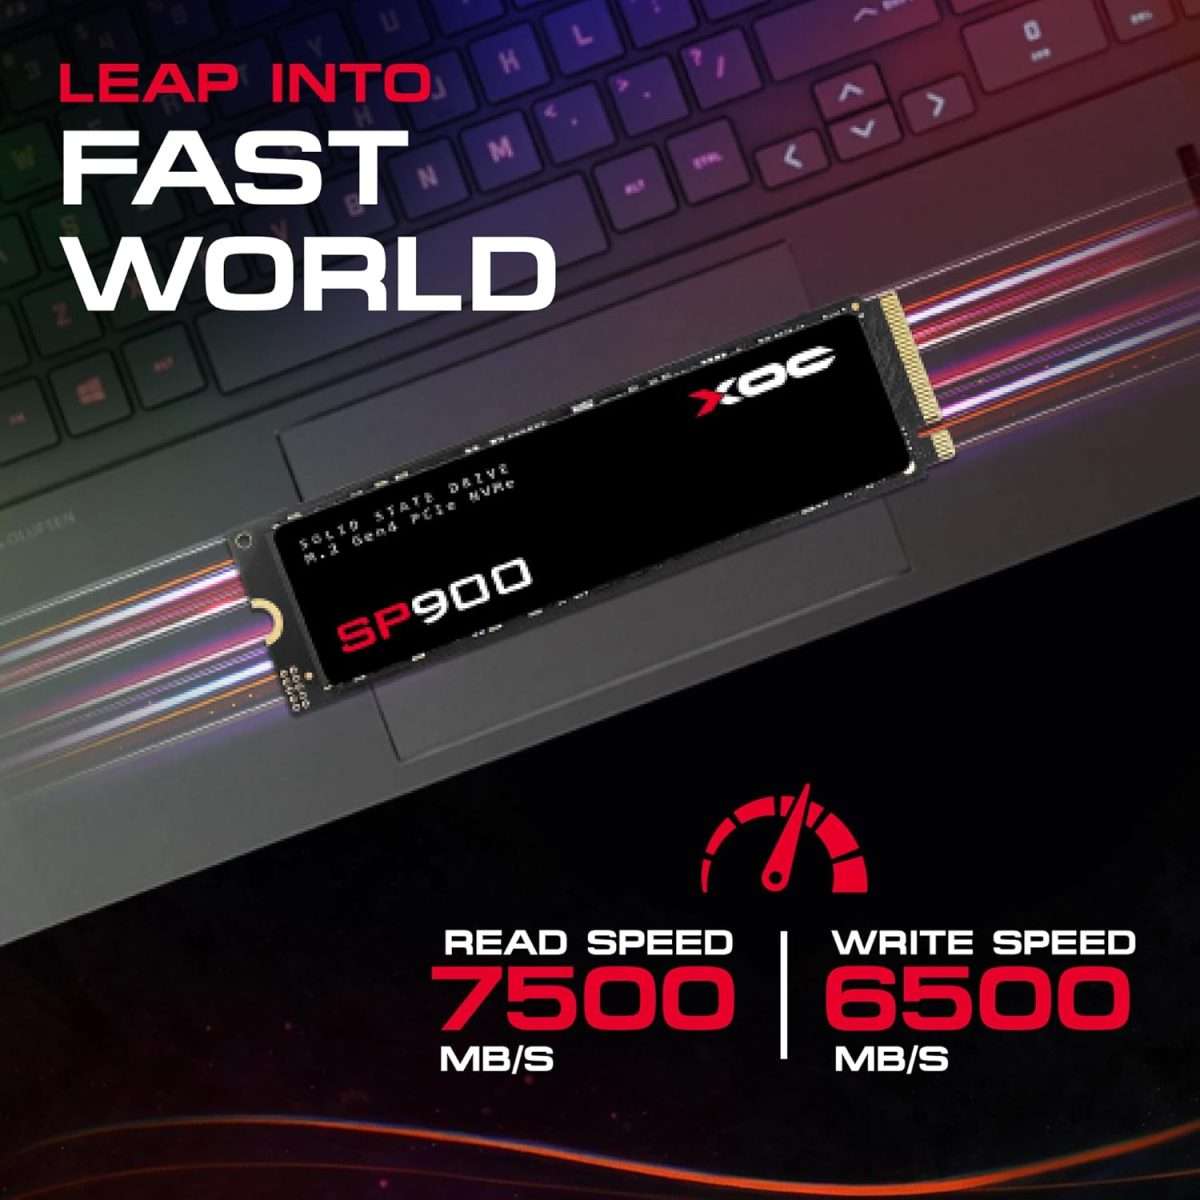 LEAP INTO
FAST
WORLD
XOC
SOLID STATE DRIVE
M.2 Gen4 PCIe NVMe
SP900
READ SPEED
7500
MB/S
WRITE SPEED
6500
MB/S